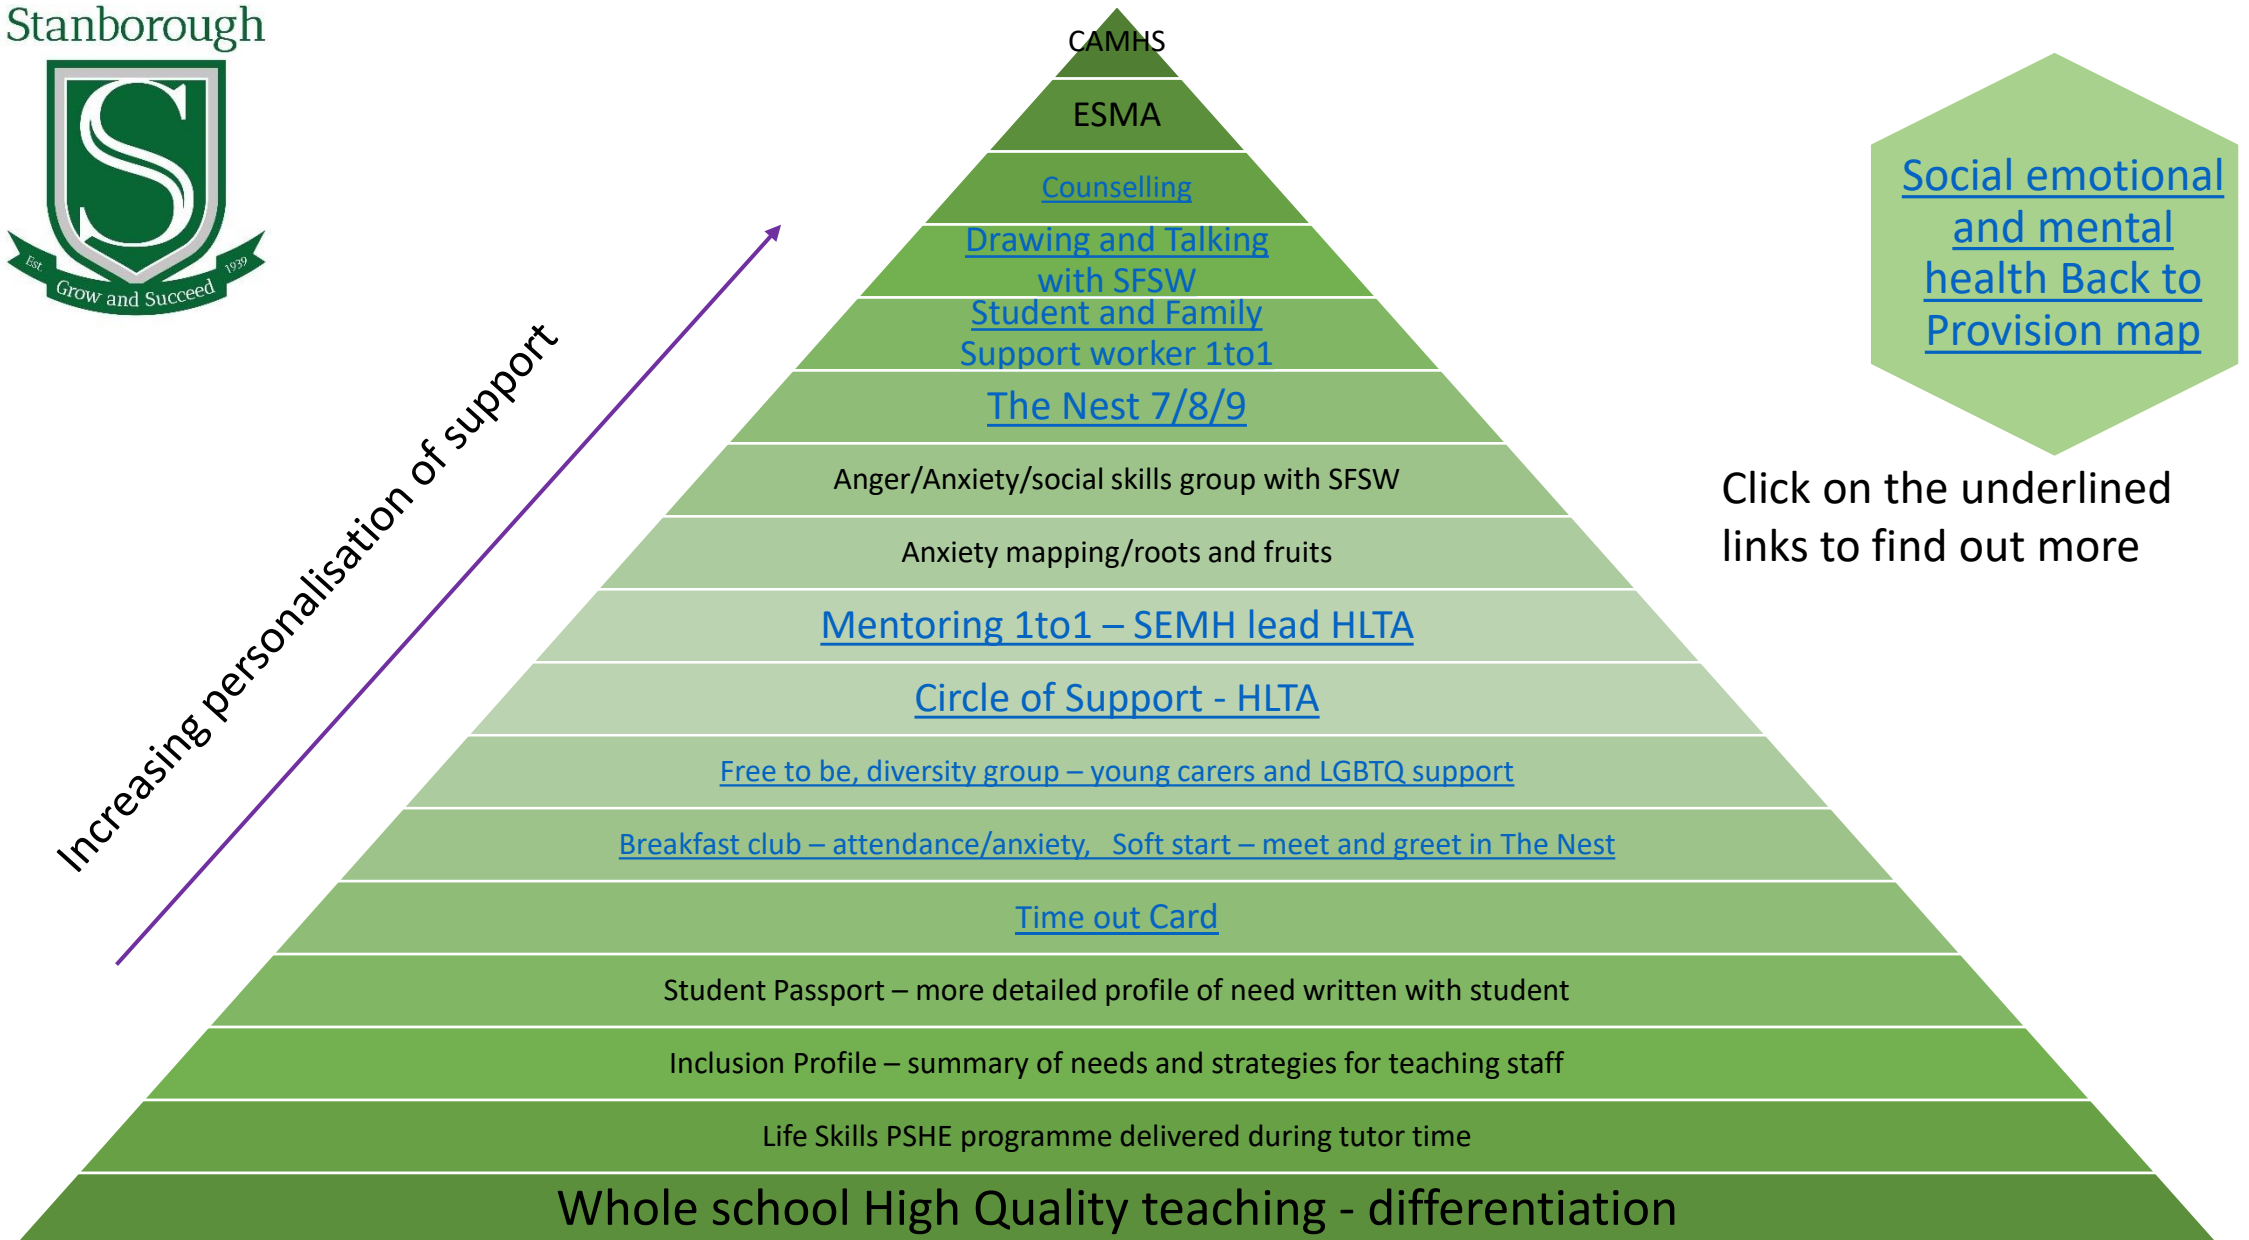 Stanborough
Est. 1939
Grow and Succeed
Increasing personalisation of support
CAMHS
ESMA
Counselling
Drawing and Talking
with SFSW
Student and Family
Support worker 1to1
The Nest 7/8/9
Anger/Anxiety/social skills group with SFSW
Anxiety mapping/roots and fruits
Mentoring 1to1 – SEMH lead HLTA
Circle of Support - HLTA
Free to be, diversity group – young carers and LGBTQ support
Breakfast club – attendance/anxiety,   Soft start – meet and greet in The Nest
Time out Card
Student Passport – more detailed profile of need written with student
Inclusion Profile – summary of needs and strategies for teaching staff
Life Skills PSHE programme delivered during tutor time
Whole school High Quality teaching - differentiation
Social emotional
and mental
health Back to
Provision map
Click on the underlined
links to find out more